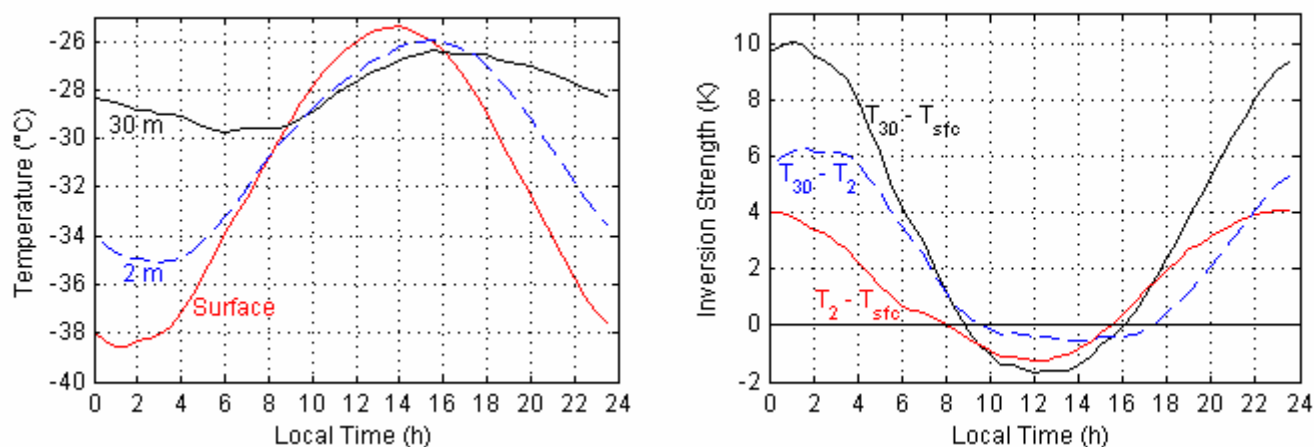 Temperature (°C)
-26
-28
-30
-32
-34
-36
-38
-40
30 m
2 m
Surface
0 2 4 6 8 10 12 14 16 18 20 22 24
Local Time (h)
Inversion Strength (K)
10
8
6
4
2
0
-2
T30 - Tsfc
T30 - T2
T2 - Tsfc
0 2 4 6 8 10 12 14 16 18 20 22 24
Local Time (h)